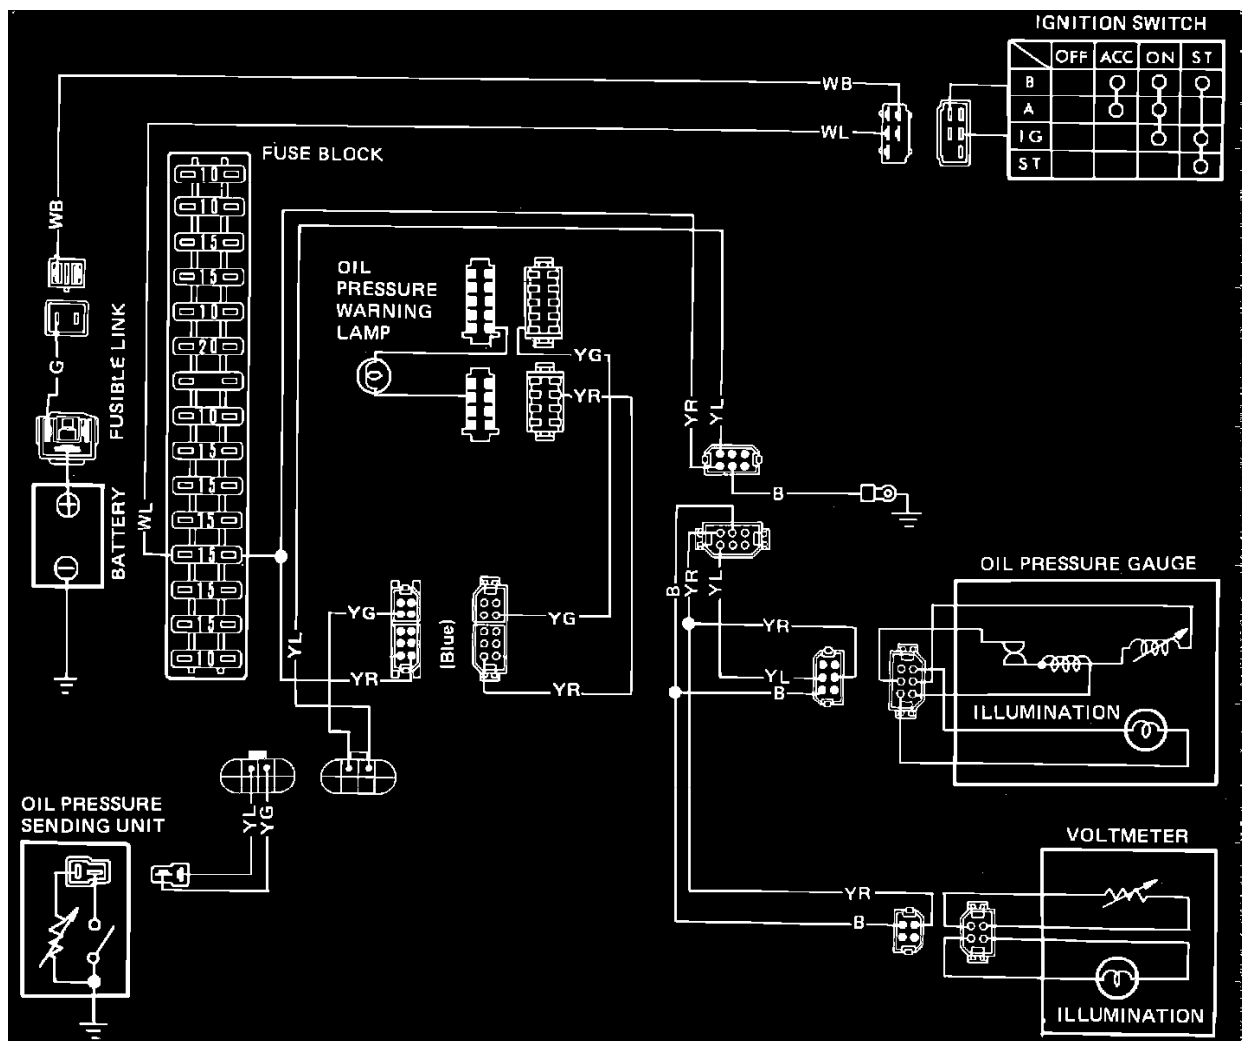 IGNITION SWITCH
OFF ACC ON ST
B
A
IG
ST
WB
WL
FUSE BLOCK
10
10
15
15
10
20
10
15
10
15
15
15
15
10
WB
FUSIBLE LINK
G
OIL
PRESSURE
WARNING
LAMP
YG
YR
YR
YL
B
WL
BATTERY
B
YR
YL
OIL PRESSURE GAUGE
YG
YL
(Blue)
YG
YR
YR
YR
YL
B
ILLUMINATION
OIL PRESSURE
SENDING UNIT
YL
YG
VOLTMETER
YR
B
ILLUMINATION